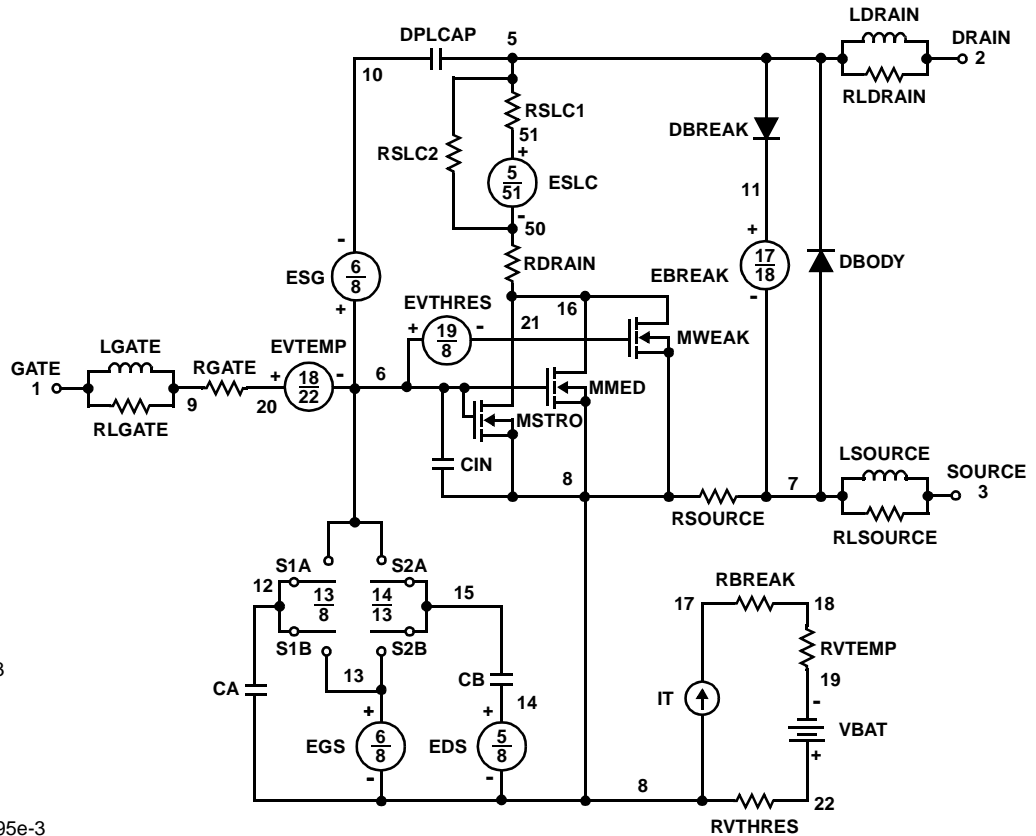 LDRAIN
DPLCAP 5 DRAIN
10 2
RLDRAIN
RSLC1
DBREAK
51
+
RSLC2
5
51
ESLC
11
-
50
+
-
17
18
EBREAK
DBODY
RDRAIN
6
8
ESG
EVTHRES
16
-
+
+ 19
8
- 21
MWEAK
LGATE EVTEMP
GATE RGATE
1
+ 18
22
- 6
MMED
9 20
RLGATE
MSTRO
LSOURCE
CIN
8 7 SOURCE
3
RSOURCE
RLSOURCE
S1A S2A
12
13
8
14
13
15
RBREAK
17 18
S1B S2B
RVTEMP
13
CB
19
CA
14
IT
-
+ +
VBAT
EGS
6
8
EDS
5
8
+
- -
8
22
RVTHRES
3
95e-3